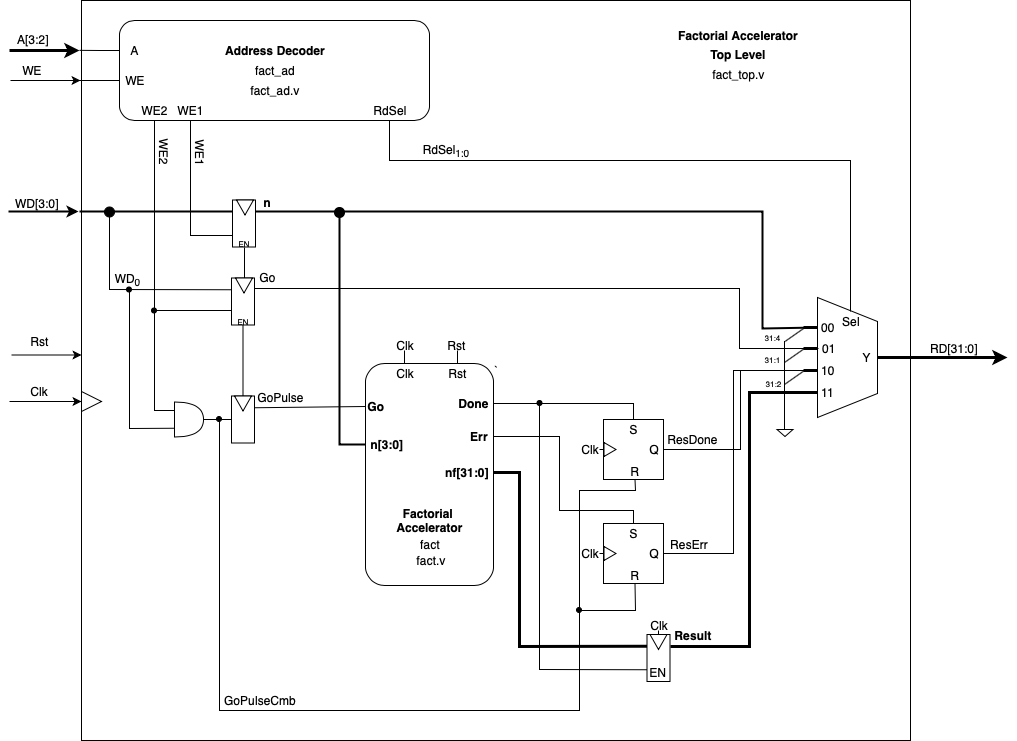 A[3:2]
WE
A
WE
Address Decoder
fact_ad
fact_ad.v
WE2
WE1
RdSel
Factorial Accelerator
Top Level
fact_top.v
WE2
WE1
RdSel1:0
WD[3:0]
n
EN
WD0
Go
EN
Rst
Clk
GoPulse
Clk
Rst
Clk
Rst
Go
n[3:0]
Done
Err
nf[31:0]
Factorial
Accelerator
fact
fact.v
S
Clk
Q
R
ResDone
S
Clk
Q
R
ResErr
Clk
EN
Result
GoPulseCmb
31:4
31:1
31:2
Sel
00
01
10
11
Y
RD[31:0]